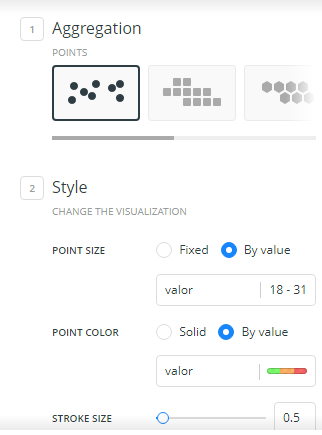 1 Aggregation
POINTS
2 Style
CHANGE THE VISUALIZATION
POINT SIZE Fixed By value
valor 18 - 31
POINT COLOR Solid By value
valor
STROKE SIZE 0.5